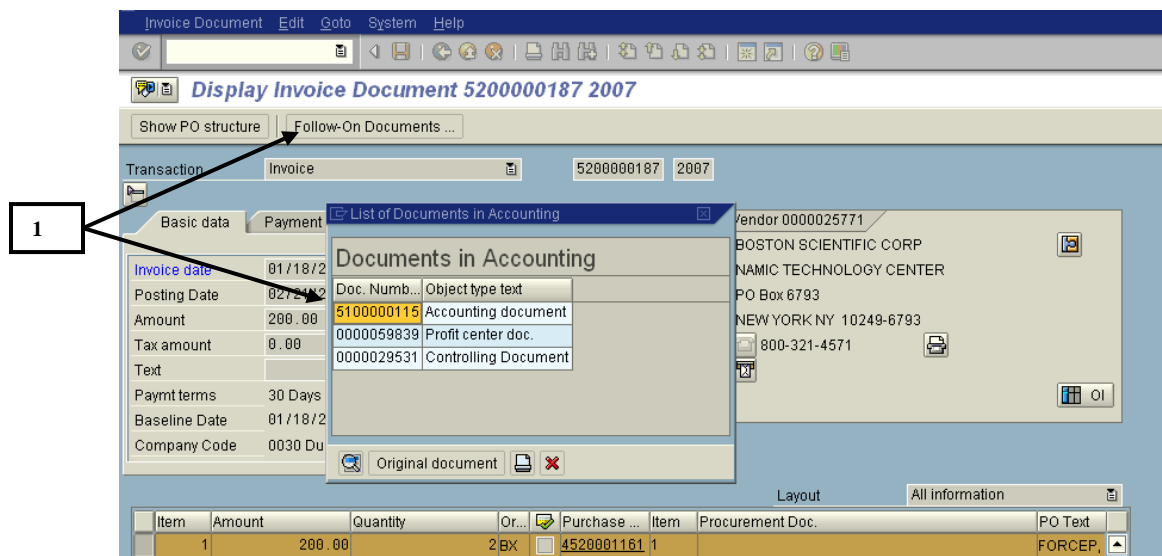 Invoice Document Edit Goto System Help
Display Invoice Document 5200000187 2007
Show PO structure Follow-On Documents ...
Transaction Invoice 5200000187 2007
1
Basic data Payment
Invoice date 01/18/2
Posting Date 02/21/2
Amount 200.00
Tax amount 0.00
Text
Paymt terms 30 Days
Baseline Date 01/18/2
Company Code 0030 Du
List of Documents in Accounting
Documents in Accounting
Doc. Numb... Object type text
5100000115 Accounting document
0000059839 Profit center doc.
0000029531 Controlling Document
Original document
Vendor 0000025771
BOSTON SCIENTIFIC CORP
NAMIC TECHNOLOGY CENTER
PO Box 6793
NEW YORK NY 10249-6793
800-321-4571
OI
Layout All information
Item Amount Quantity Or... Purchase ... Item Procurement Doc. PO Text
1 200.00 2 BX 4520001161 1 FORCEP,